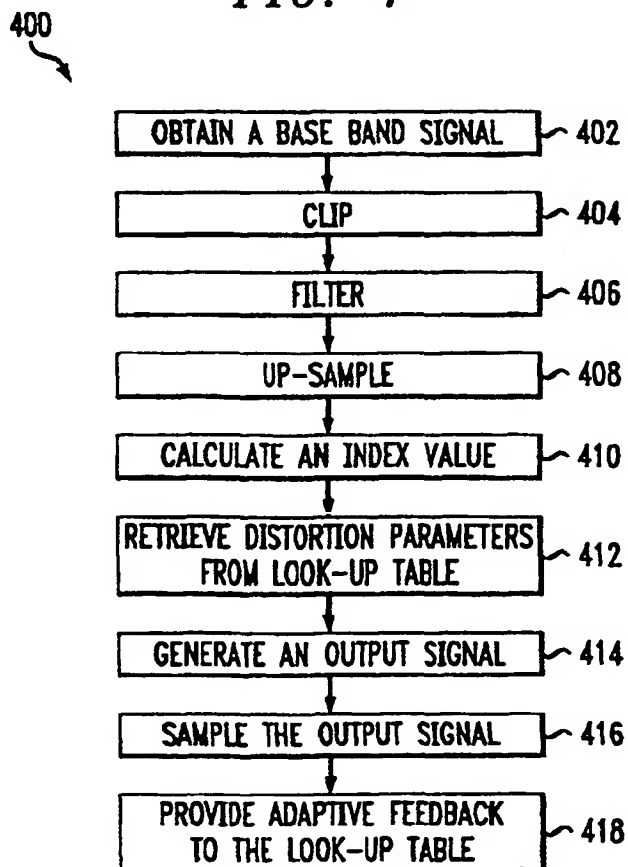 400
OBTAIN A BASE BAND SIGNAL 402
CLIP 404
FILTER 406
UP-SAMPLE 408
CALCULATE AN INDEX VALUE 410
RETRIEVE DISTORTION PARAMETERS
FROM LOOK-UP TABLE 412
GENERATE AN OUTPUT SIGNAL 414
SAMPLE THE OUTPUT SIGNAL 416
PROVIDE ADAPTIVE FEEDBACK
TO THE LOOK-UP TABLE 418